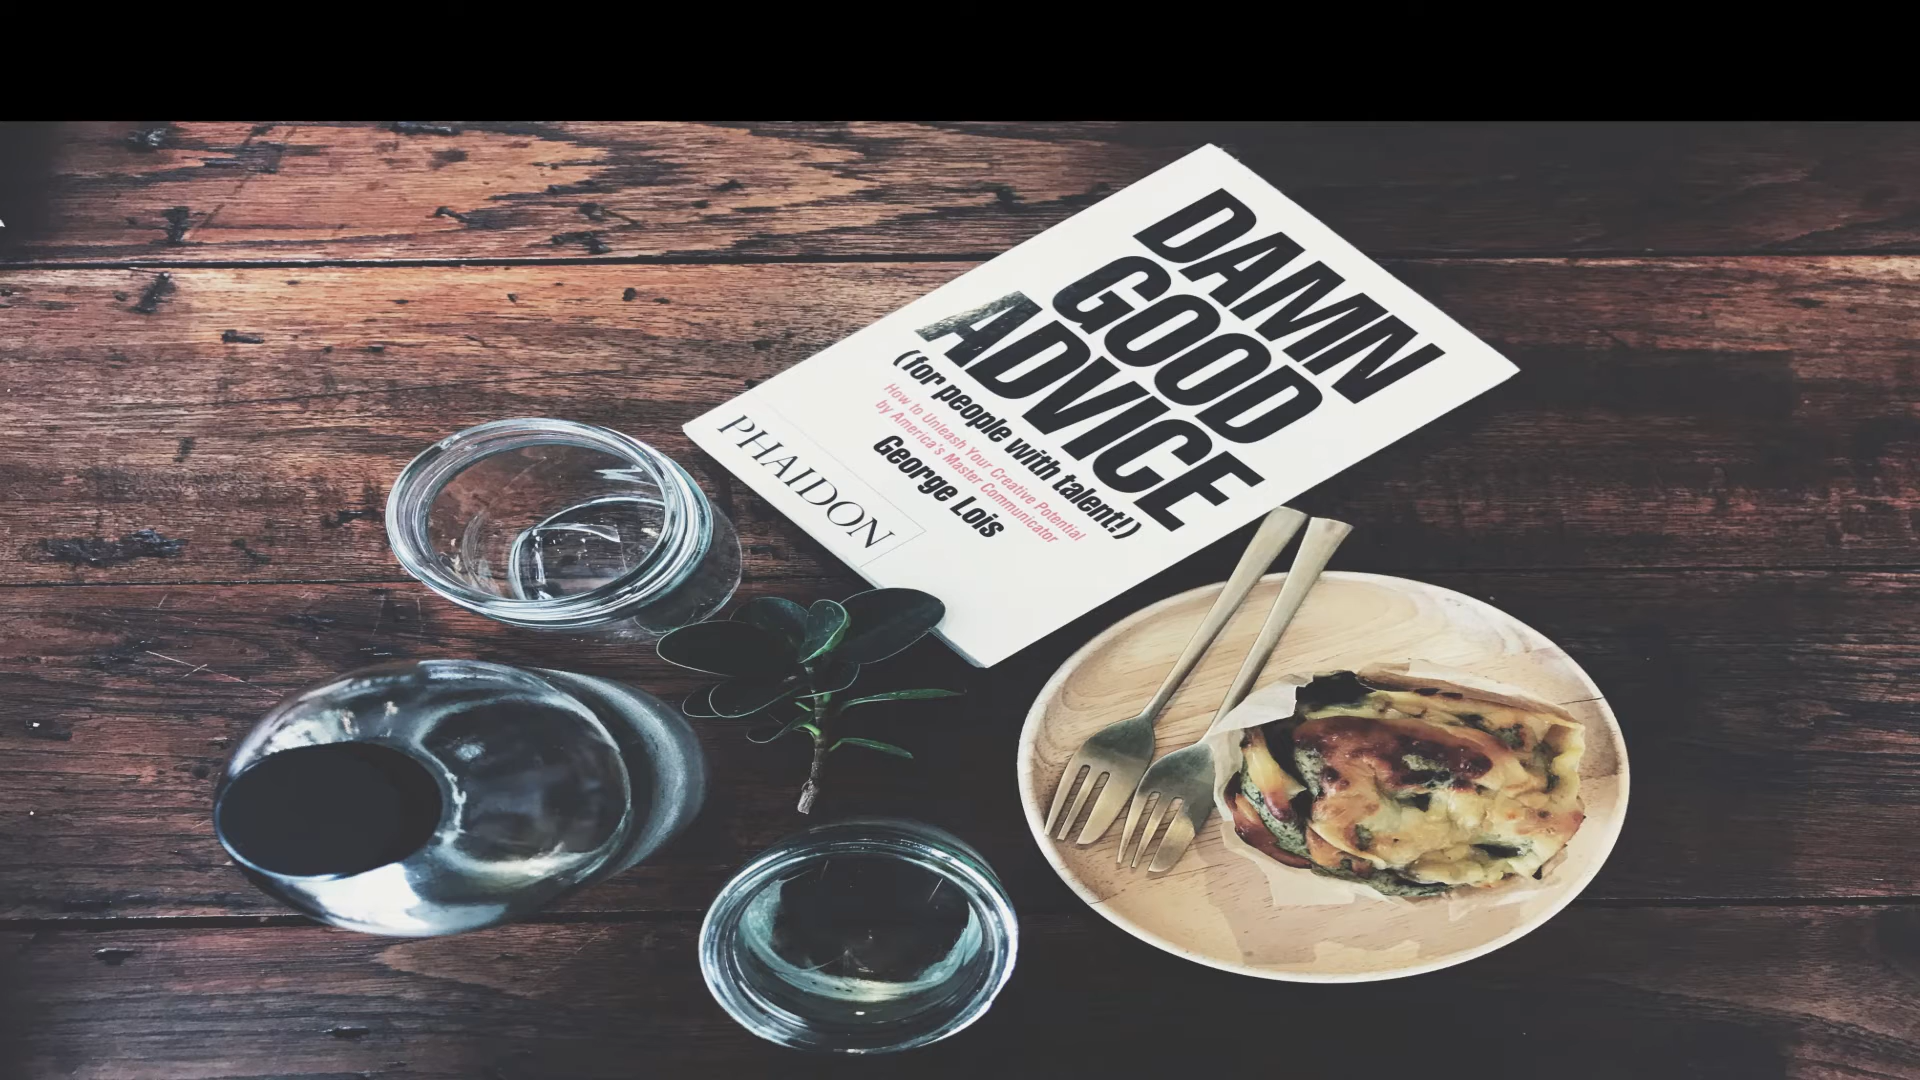 DAMN
GOOD
ADVICE
(for people with talent!)
How to Unleash Your Creative Potential
by America's Master Communicator
George Lois
PHAIDON